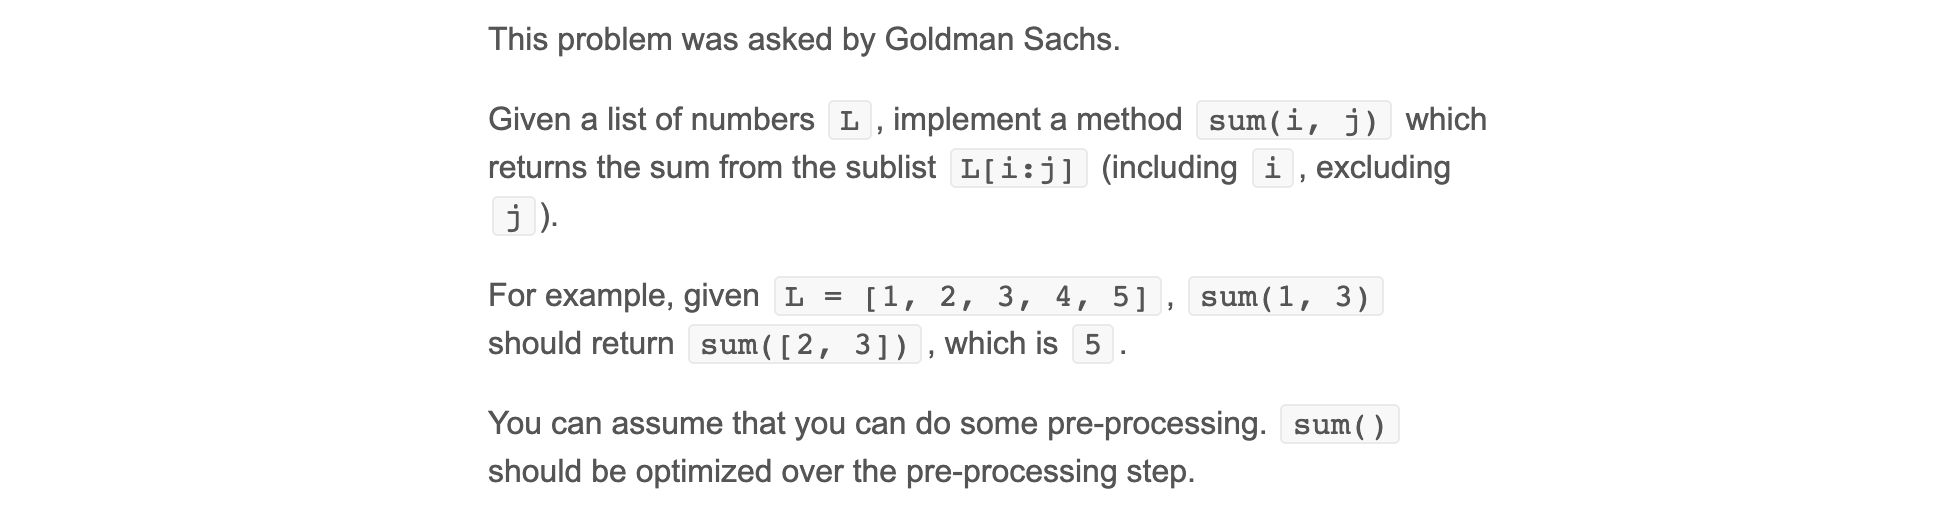 This problem was asked by Goldman Sachs.
Given a list of numbers L, implement a method sum(i, j) which
returns the sum from the sublist L[i:j] (including i, excluding
j).
For example, given L = [1, 2, 3, 4, 5], sum(1, 3)
should return sum([2, 3]), which is 5.
You can assume that you can do some pre-processing. sum()
should be optimized over the pre-processing step.